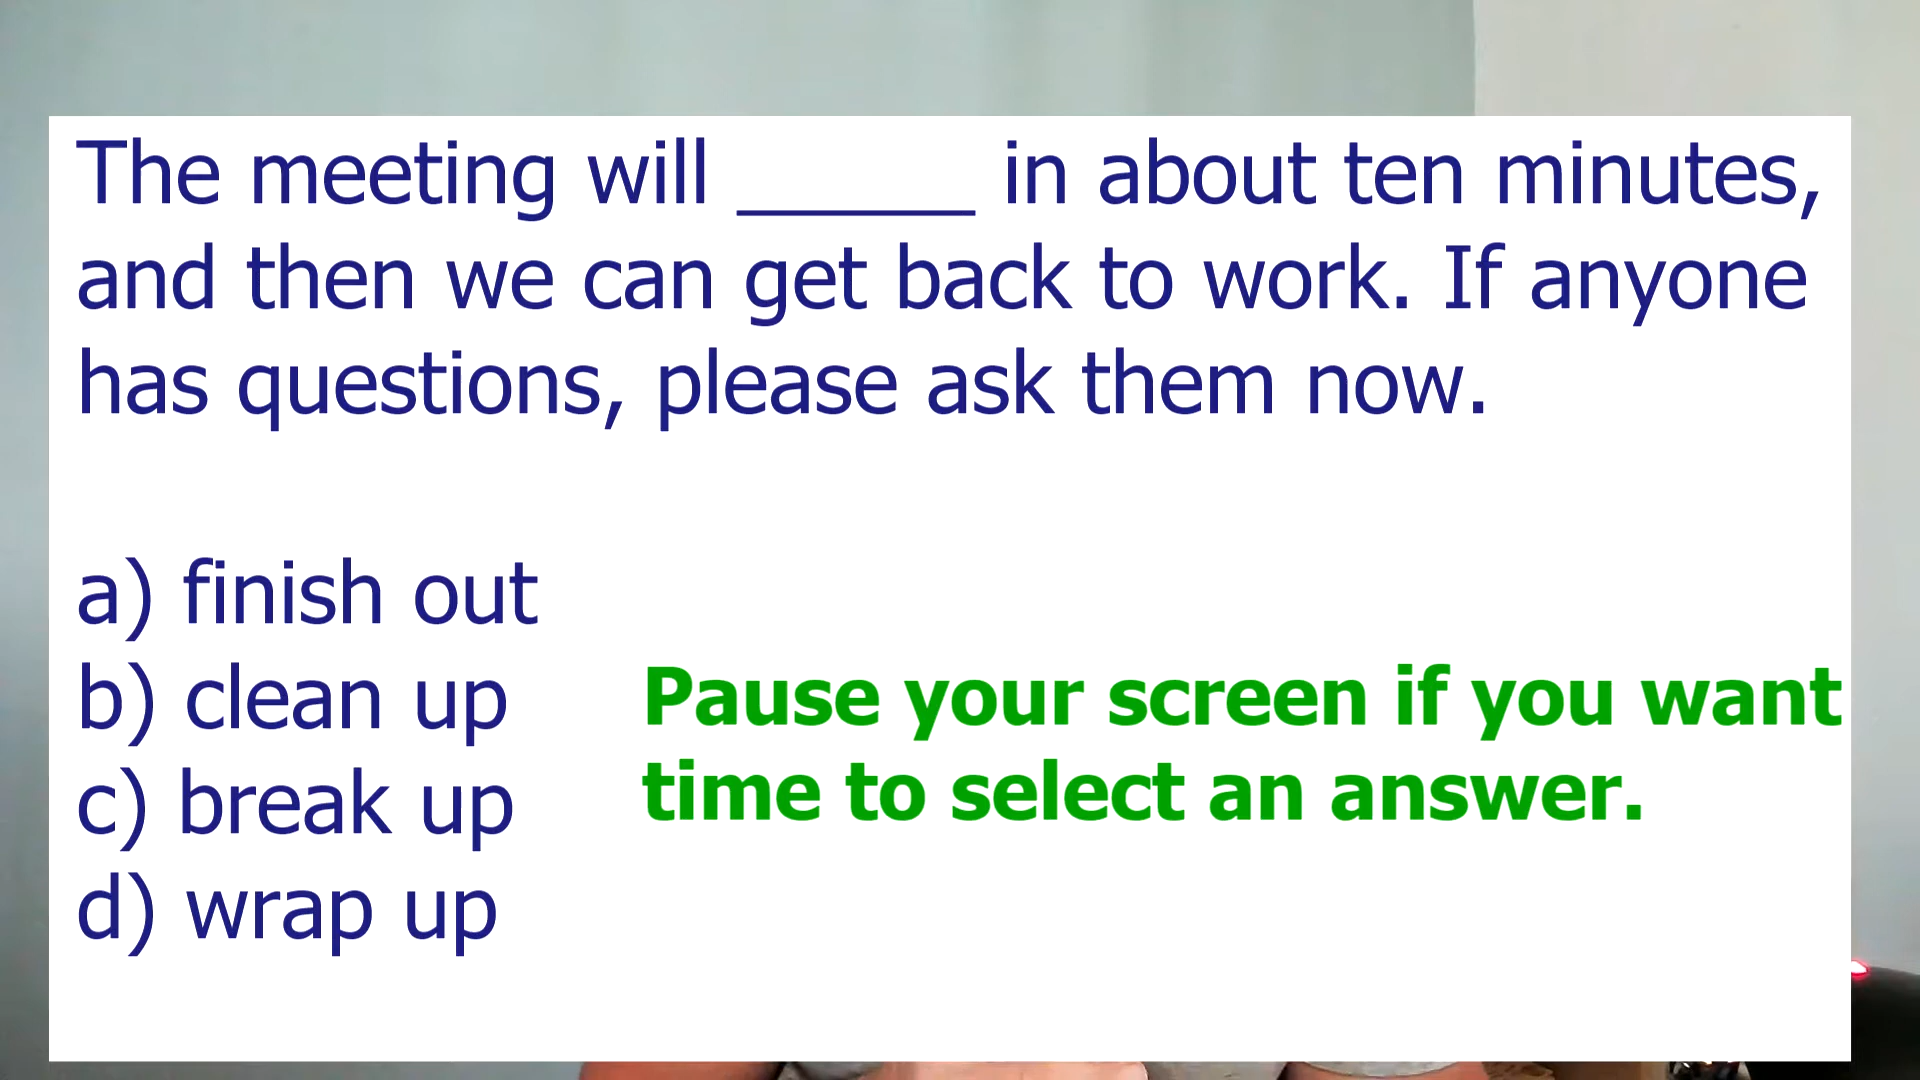 The meeting will ______ in about ten minutes,
and then we can get back to work. If anyone
has questions, please ask them now.
a) finish out
b) clean up
c) break up
d) wrap up
Pause your screen if you want
time to select an answer.